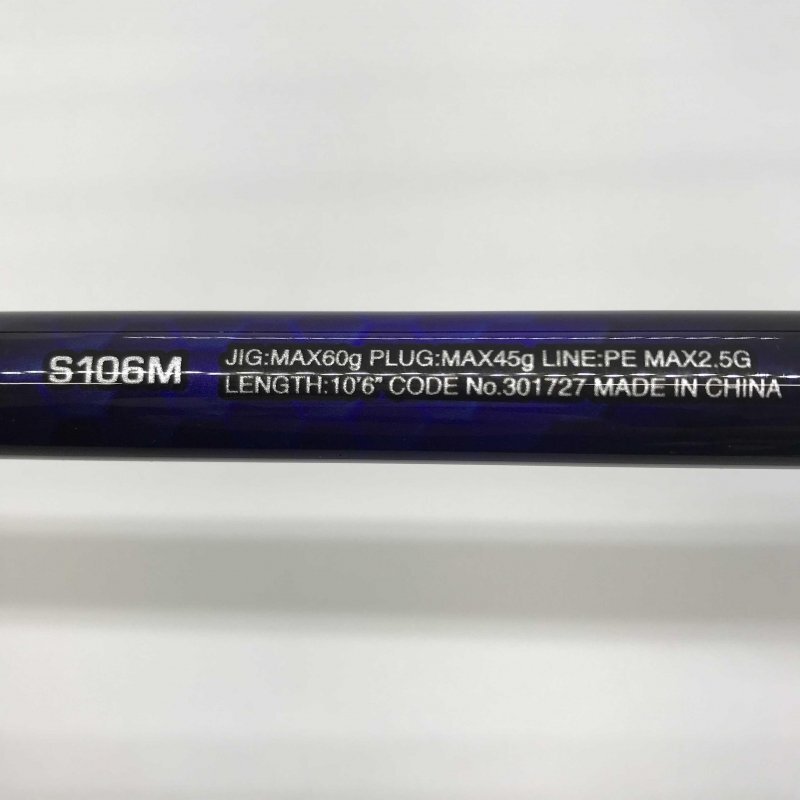 S106M
JIG:MAX60g PLUG:MAX45g LINE:PE MAX2.5G
LENGTH:10'6" CODE No.301727 MADE IN CHINA